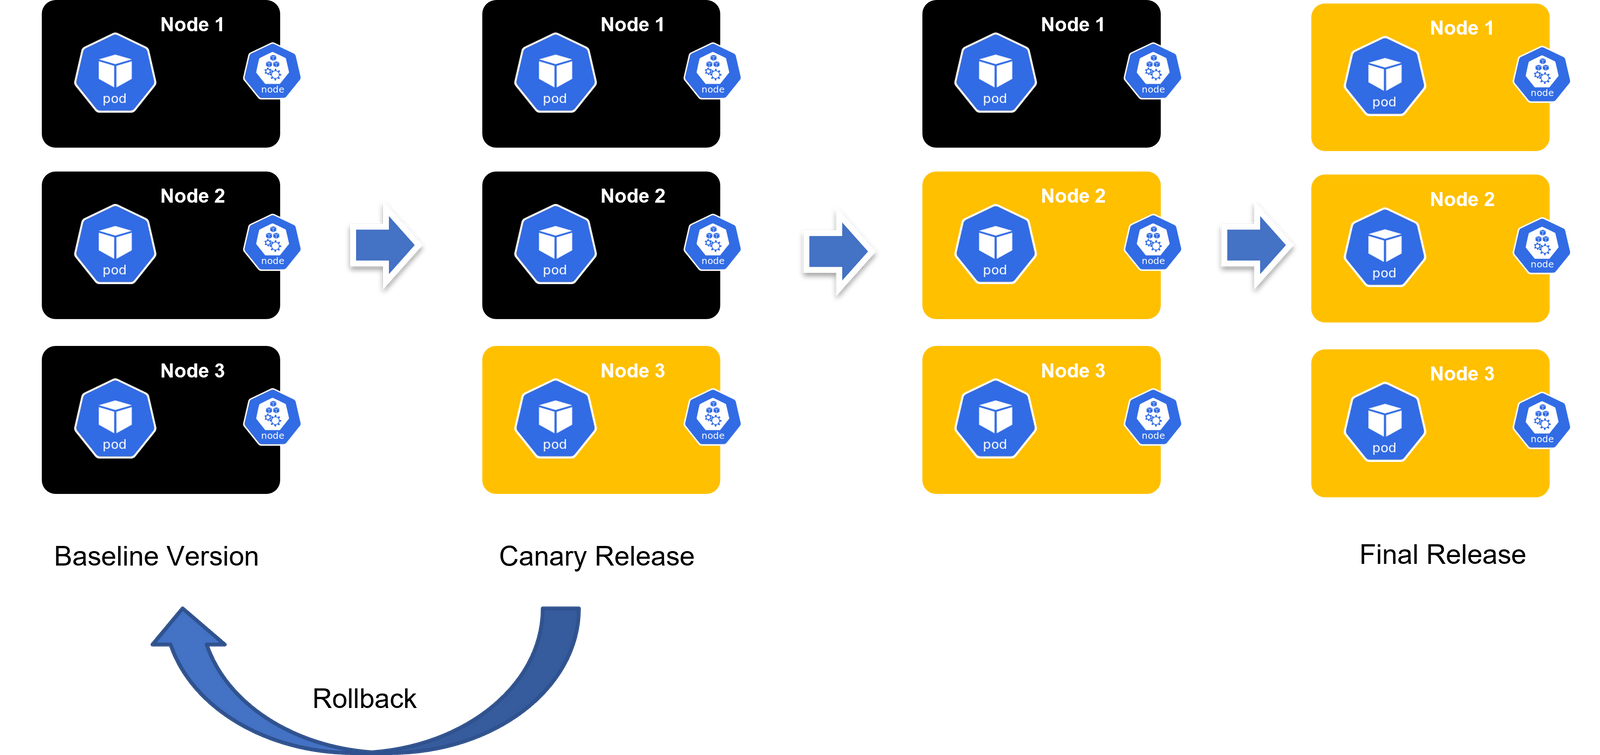 Node 1
pod
node
Node 2
pod
node
Node 3
pod
node
Baseline Version
Node 1
pod
node
Node 2
pod
node
Node 3
pod
node
Canary Release
Node 1
pod
node
Node 2
pod
node
Node 3
pod
node
Node 1
pod
node
Node 2
pod
node
Node 3
pod
node
Final Release
Rollback